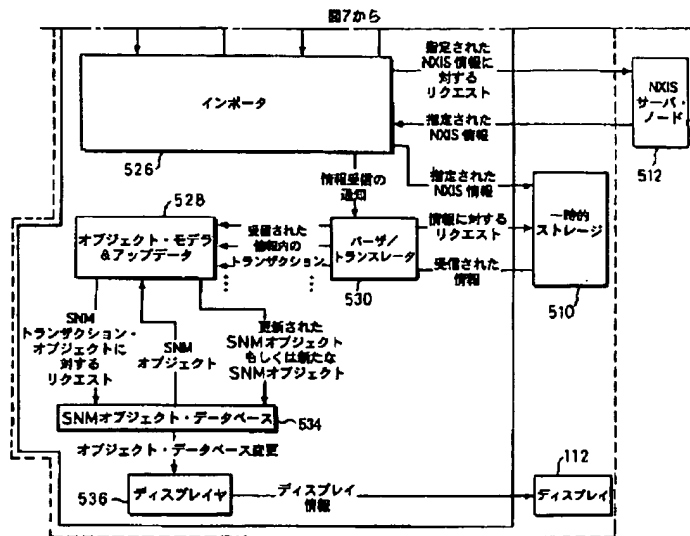 図7から
指定された
NXIS 情報に
対する
リクエスト
インポータ
NXIS
サーバ・
ノード
指定された
NXIS 情報
526
512
情報受信の
通知
指定された
NXIS 情報
528
オブジェクト・モデラ
&アップデータ
受信された
情報内の
トランザクション
パーザ/
トランスレータ
情報に対する
リクエスト
一時的
ストレージ
受信された
情報
530
510
SNM
トランザクション・
オブジェクトに
対する
リクエスト
SNM
オブジェクト
更新された
SNMオブジェクト
もしくは新たな
SNMオブジェクト
SNMオブジェクト・データベース
534
オブジェクト・データベース変更
536
ディスプレイヤ
ディスプレイ
情報
112
ディスプレイ